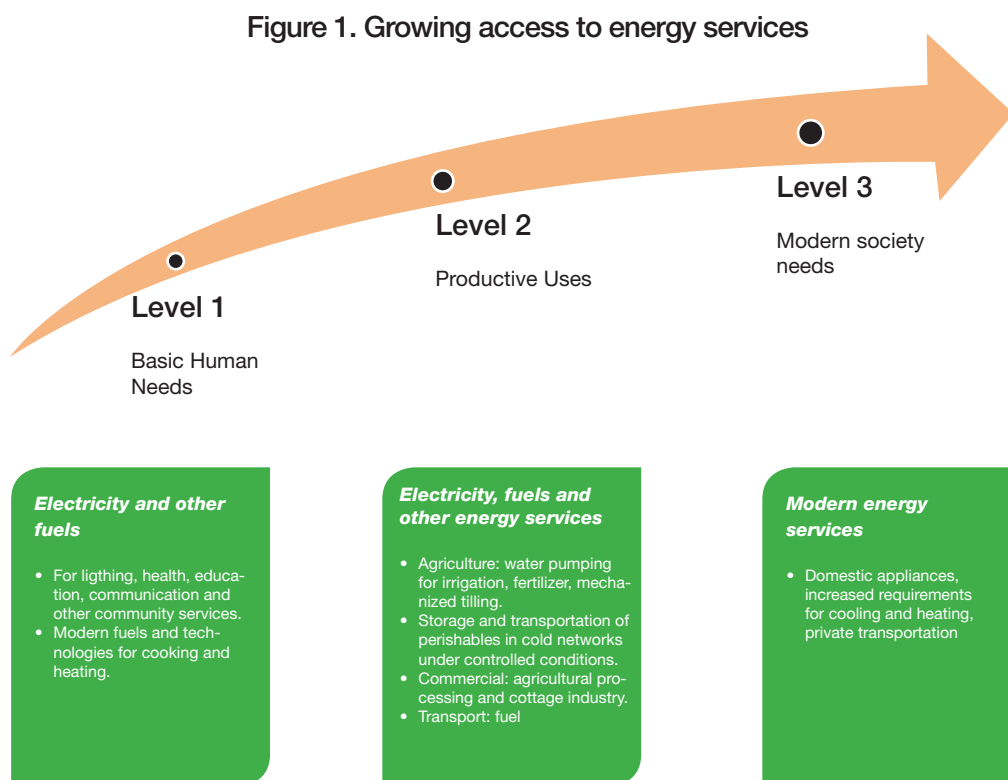 Figure 1. Growing access to energy services
Level 1
Basic Human
Needs
Level 2
Productive Uses
Level 3
Modern society
needs
Electricity and other
fuels
• For ligthing, health, educa-
tion, communication and
other community services.
• Modern fuels and tech-
nologies for cooking and
heating.
Electricity, fuels and
other energy services
• Agriculture: water pumping
for irrigation, fertilizer, mecha-
nized tilling.
• Storage and transportation of
perishables in cold networks
under controlled conditions.
• Commercial: agricultural pro-
cessing and cottage industry.
• Transport: fuel
Modern energy
services
• Domestic appliances,
increased requirements
for cooling and heating,
private transportation